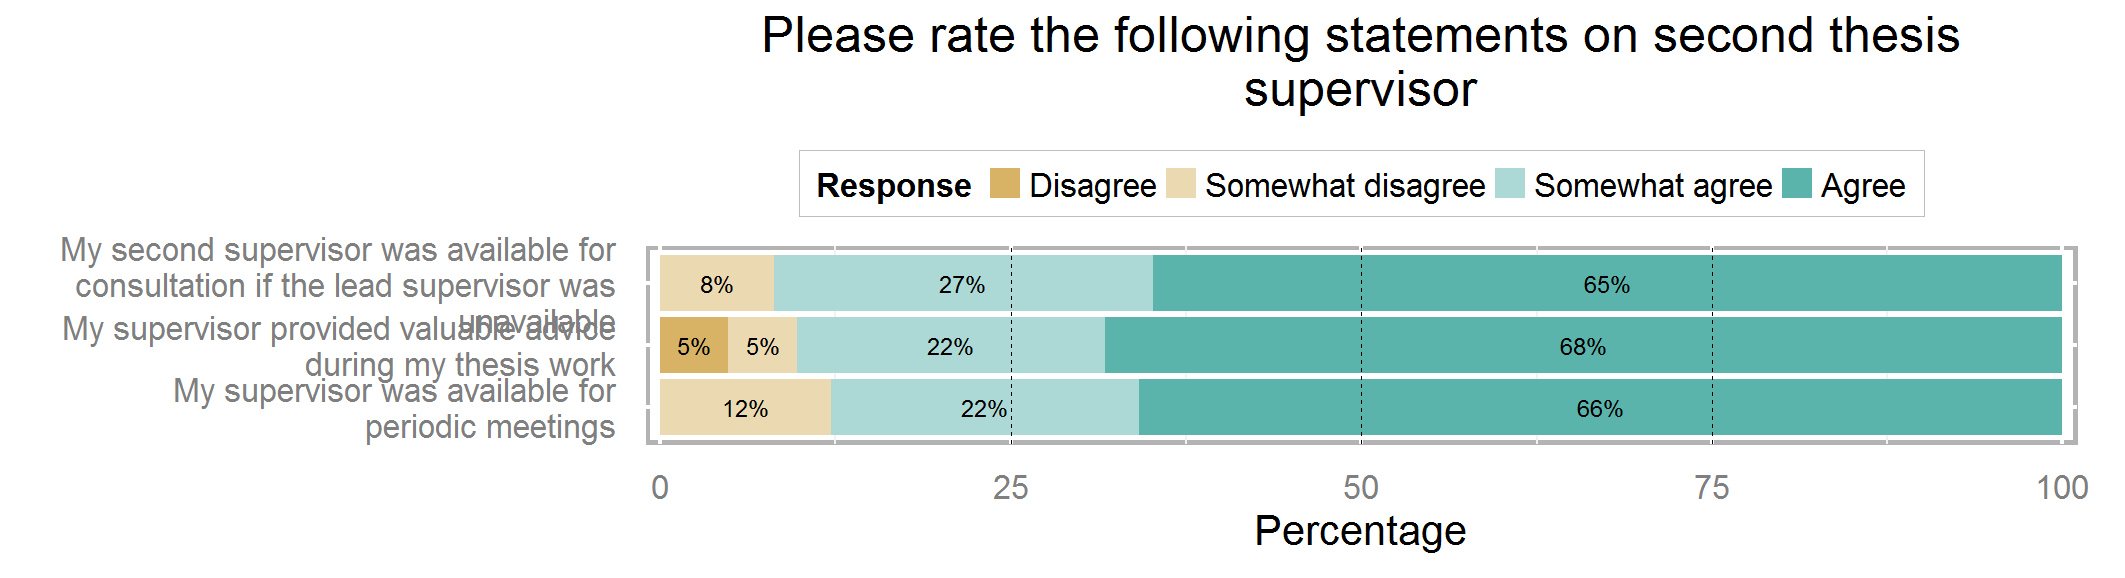 Please rate the following statements on second thesis
supervisor
Response Disagree Somewhat disagree Somewhat agree Agree
My second supervisor was available for
consultation if the lead supervisor was
unavailable
8% 27% 65%
My supervisor provided valuable advice
during my thesis work
5% 5% 22% 68%
My supervisor was available for
periodic meetings
12% 22% 66%
0 25 50 75 100
Percentage